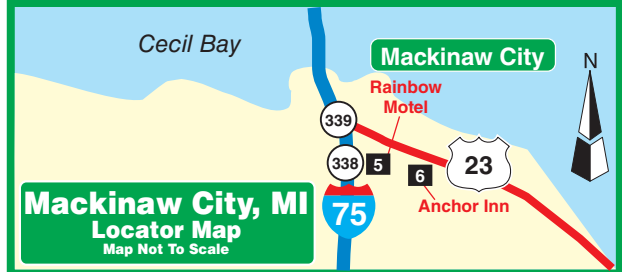 Cecil Bay
Mackinaw City
N
Rainbow
Motel
339
338
5
6
23
Anchor Inn
75
Mackinaw City, MI
Locator Map
Map Not To Scale